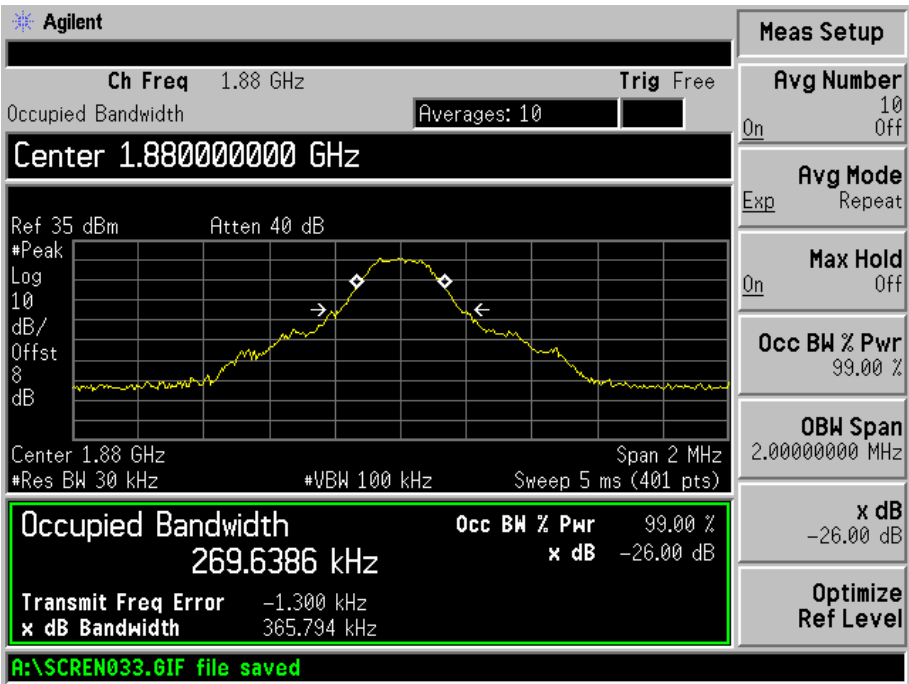 Agilent
Ch Freq 1.88 GHz Trig Free
Occupied Bandwidth Averages: 10
Center 1.880000000 GHz
Ref 35 dBm Atten 40 dB
#Peak
Log
10
dB/
Offst
8
dB
Center 1.88 GHz Span 2 MHz
#Res BW 30 kHz #VBW 100 kHz Sweep 5 ms (401 pts)
Occupied Bandwidth Occ BW % Pwr 99.00 %
269.6386 kHz x dB -26.00 dB
Transmit Freq Error -1.300 kHz
x dB Bandwidth 365.794 kHz
A:\SCREN033.GIF file saved
Meas Setup
Avg Number
10
On Off
Avg Mode
Exp Repeat
Max Hold
On Off
Occ BW % Pwr
99.00 %
OBW Span
2.00000000 MHz
x dB
-26.00 dB
Optimize
Ref Level